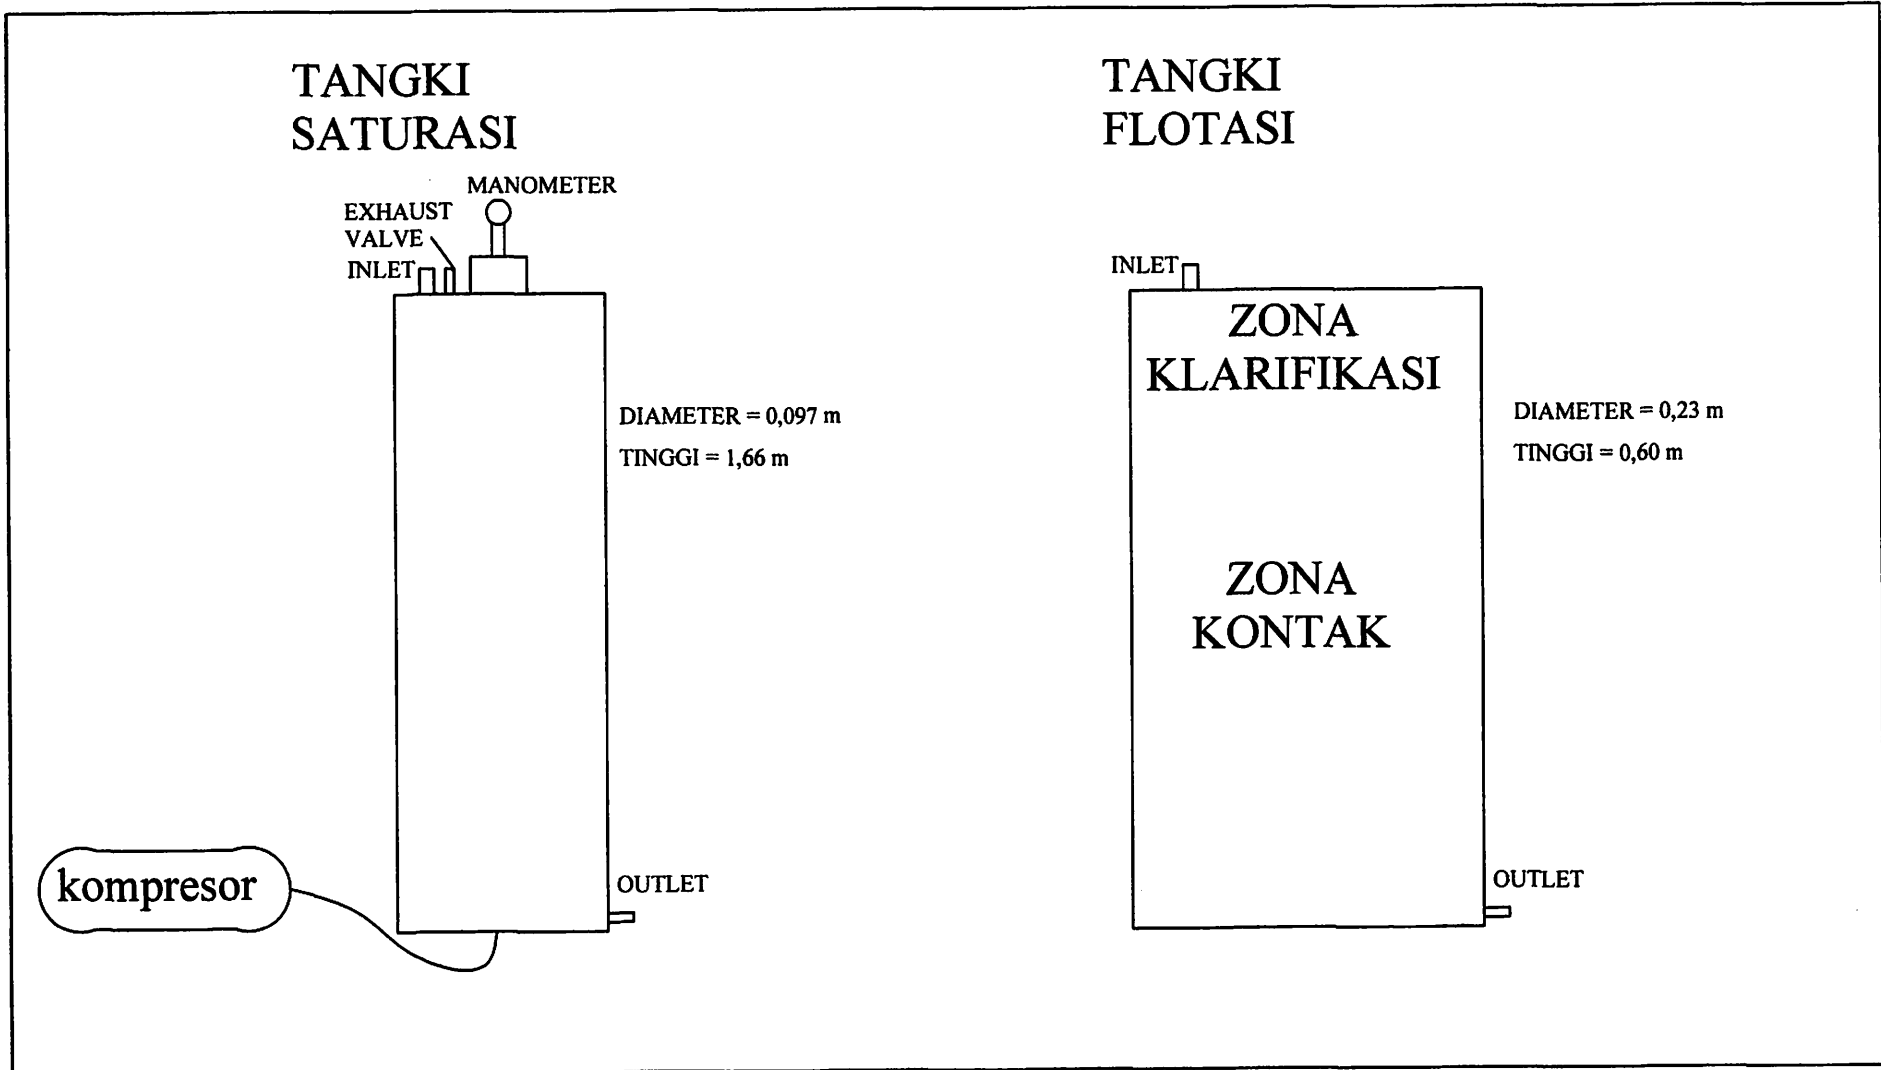 TANGKI
SATURASI
MANOMETER
EXHAUST
VALVE
INLET
DIAMETER = 0,097 m
TINGGI = 1,66 m
kompresor
OUTLET
TANGKI
FLOTASI
INLET
ZONA
KLARIFIKASI
DIAMETER = 0,23 m
TINGGI = 0,60 m
ZONA
KONTAK
OUTLET